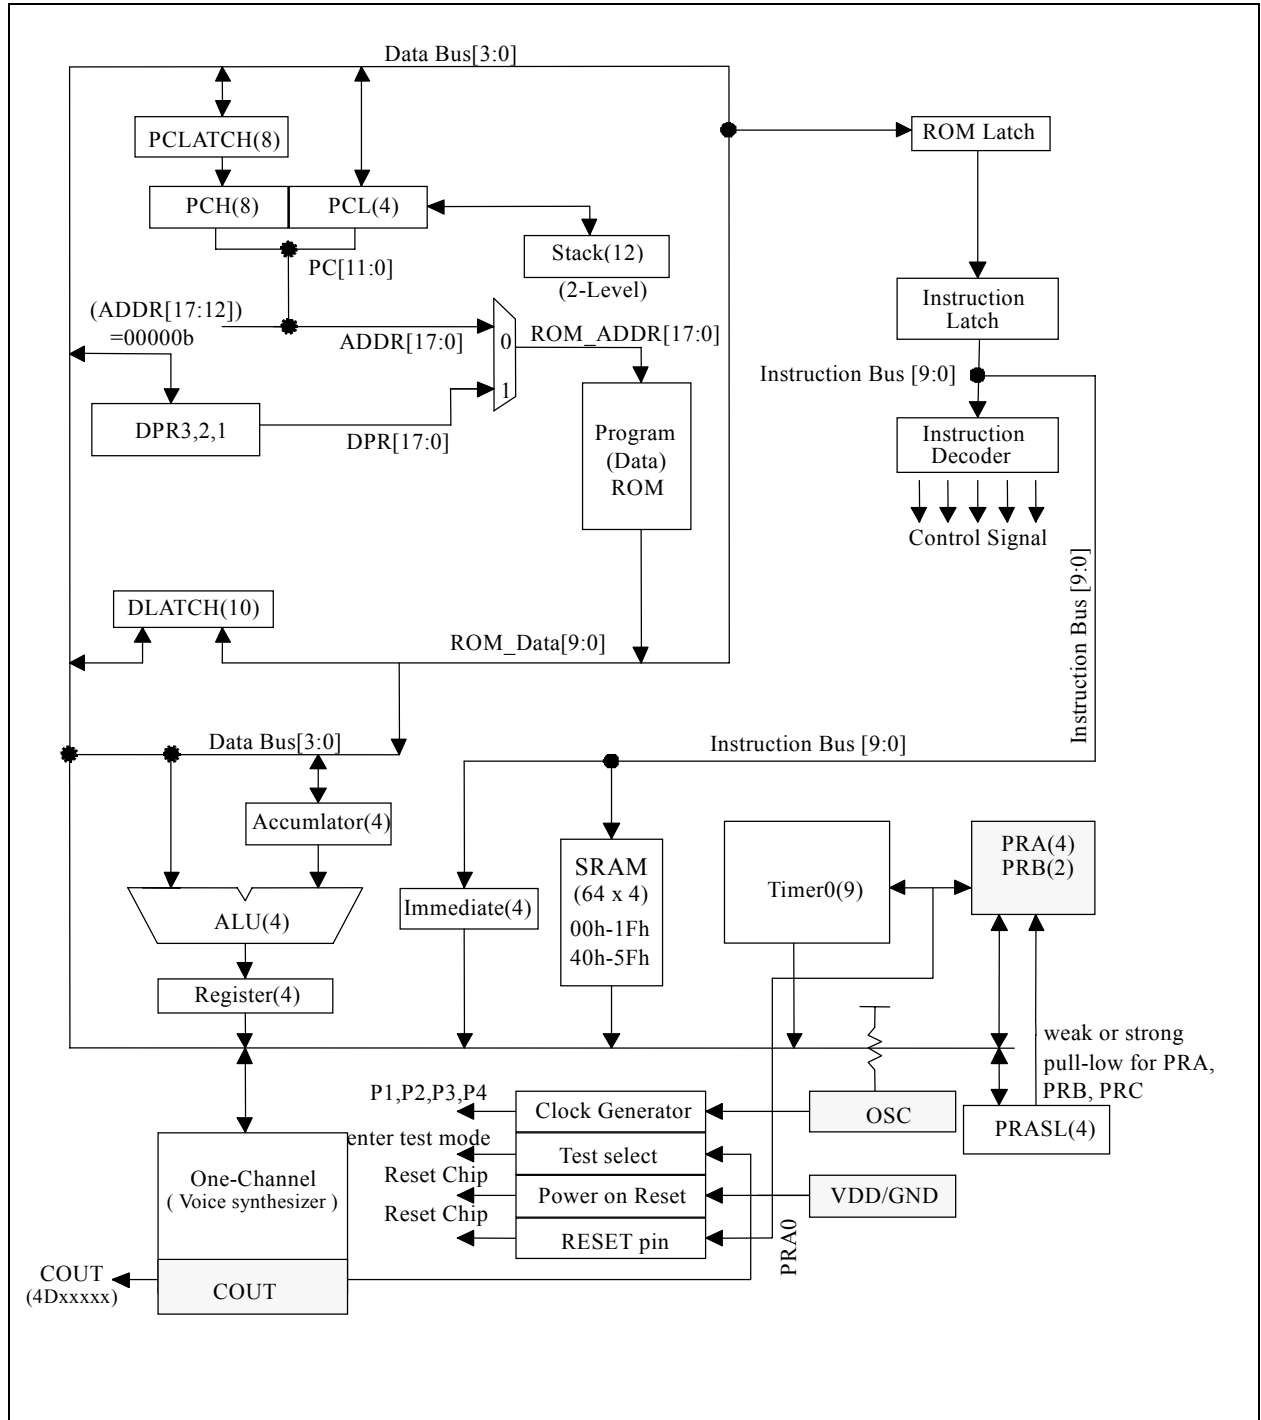 Data Bus[3:0]
PCLATCH(8)
ROM Latch
PCH(8)
PCL(4)
Stack(12)
(2-Level)
PC[11:0]
(ADDR[17:12])
=00000b
ADDR[17:0]
0
1
ROM_ADDR[17:0]
Instruction
Latch
Instruction Bus [9:0]
DPR3,2,1
DPR[17:0]
Program
(Data)
ROM
Instruction
Decoder
Control Signal
Instruction Bus [9:0]
DLATCH(10)
ROM_Data[9:0]
Data Bus[3:0]
Instruction Bus [9:0]
Accumlator(4)
ALU(4)
Register(4)
Immediate(4)
SRAM
(64 x 4)
00h-1Fh
40h-5Fh
Timer0(9)
PRA(4)
PRB(2)
weak or strong
pull-low for PRA,
PRB, PRC
PRASL(4)
P1,P2,P3,P4
Clock Generator
OSC
enter test mode
Test select
Reset Chip
Power on Reset
VDD/GND
Reset Chip
RESET pin
PRA0
One-Channel
( Voice synthesizer )
COUT
COUT
(4Dxxxxx)